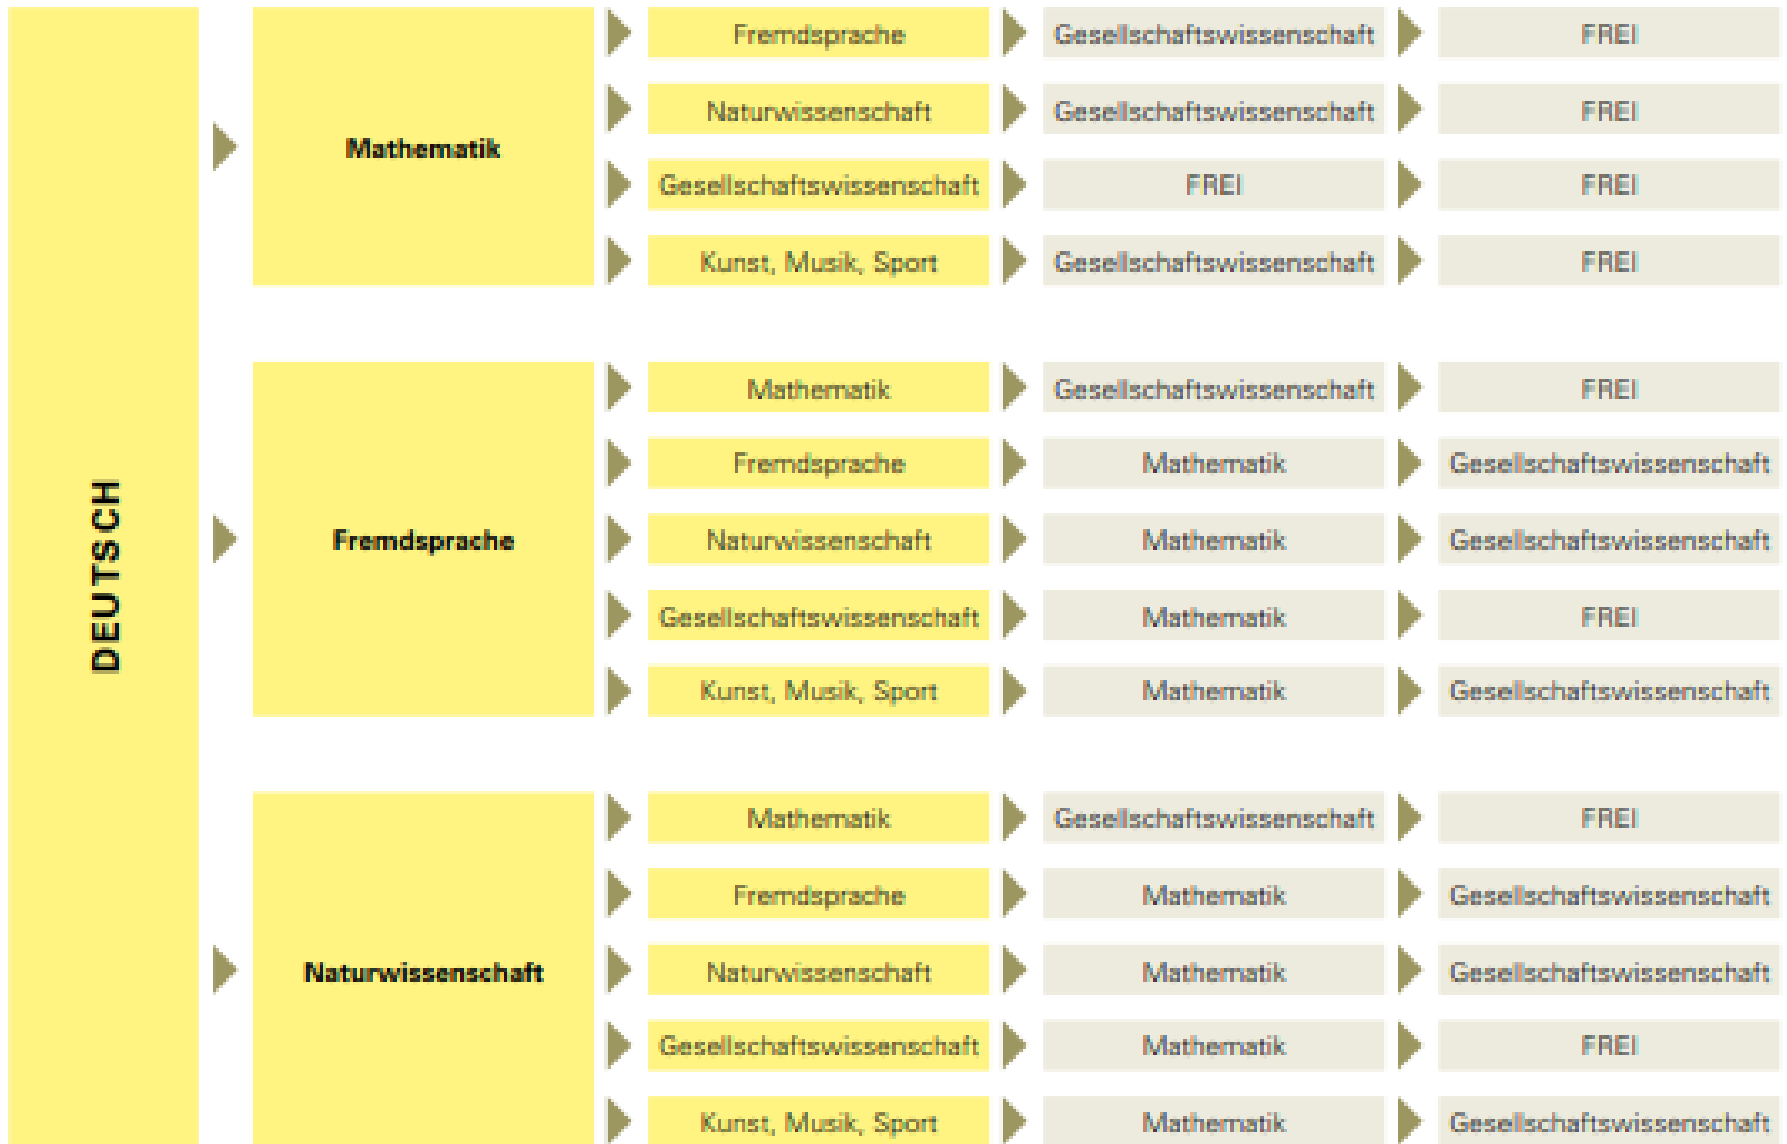 DEUTSCH
Mathematik
Fremdsprache Gesellschaftswissenschaft FREI
Naturwissenschaft Gesellschaftswissenschaft FREI
Gesellschaftswissenschaft FREI FREI
Kunst, Musik, Sport Gesellschaftswissenschaft FREI
Fremdsprache
Mathematik Gesellschaftswissenschaft FREI
Fremdsprache Mathematik Gesellschaftswissenschaft
Naturwissenschaft Mathematik Gesellschaftswissenschaft
Gesellschaftswissenschaft Mathematik FREI
Kunst, Musik, Sport Mathematik Gesellschaftswissenschaft
Naturwissenschaft
Mathematik Gesellschaftswissenschaft FREI
Fremdsprache Mathematik Gesellschaftswissenschaft
Naturwissenschaft Mathematik Gesellschaftswissenschaft
Gesellschaftswissenschaft Mathematik FREI
Kunst, Musik, Sport Mathematik Gesellschaftswissenschaft